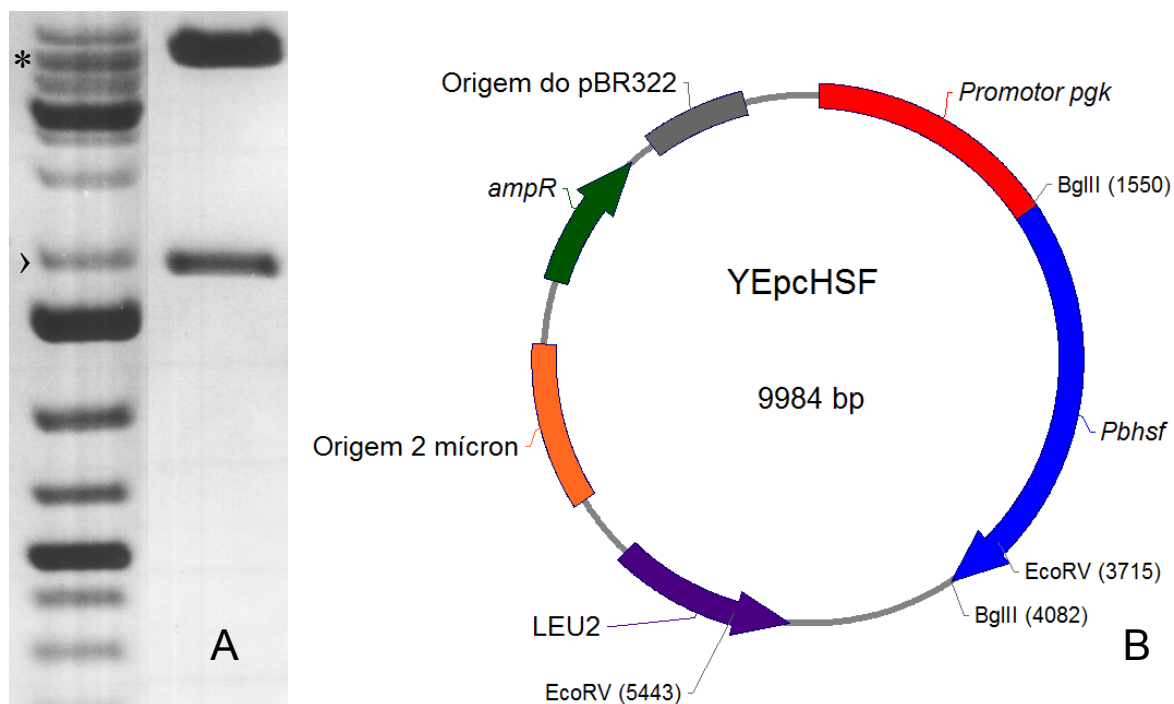 *
›
A
Origem do pBR322
Promotor pgk
ampR
BglII (1550)
YEpcHSF
9984 bp
Pbhsf
Origem 2 mícron
EcoRV (3715)
BglII (4082)
LEU2
EcoRV (5443)
B